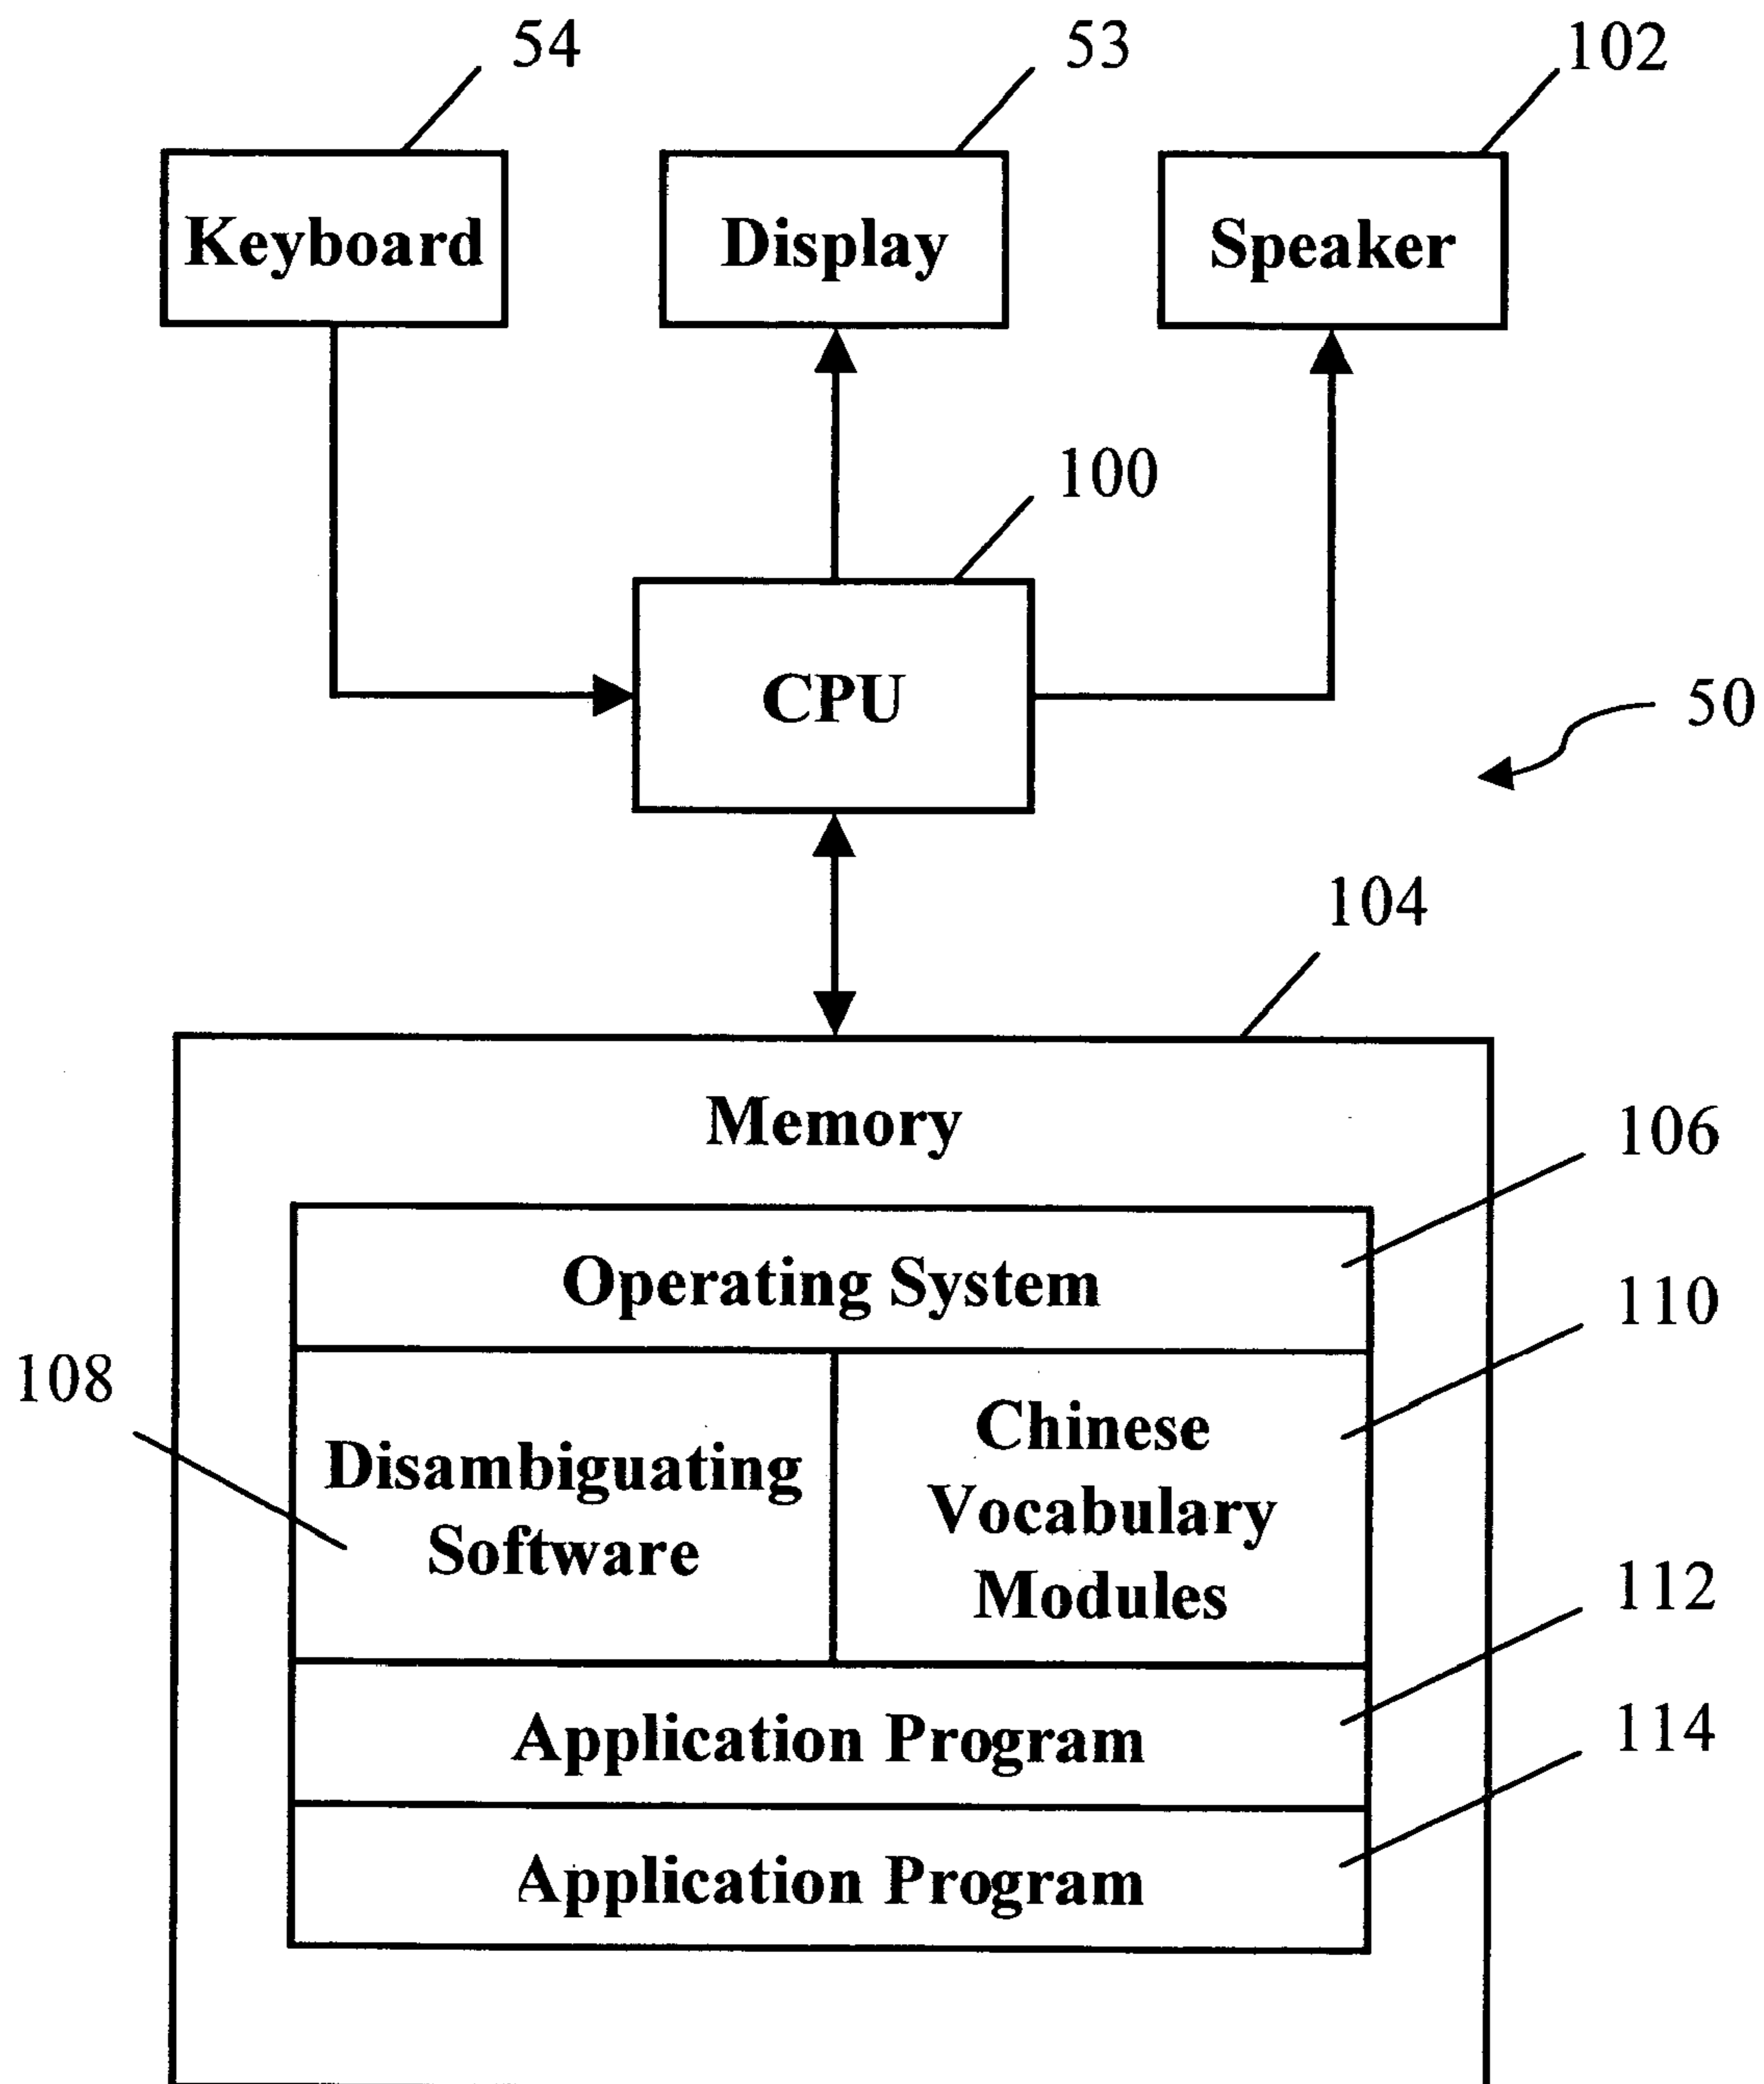 54
53
102
Keyboard
Display
Speaker
100
CPU
50
104
Memory
106
Operating System
110
108
Chinese
Vocabulary
Modules
Disambiguating
Software
112
Application Program
114
Application Program